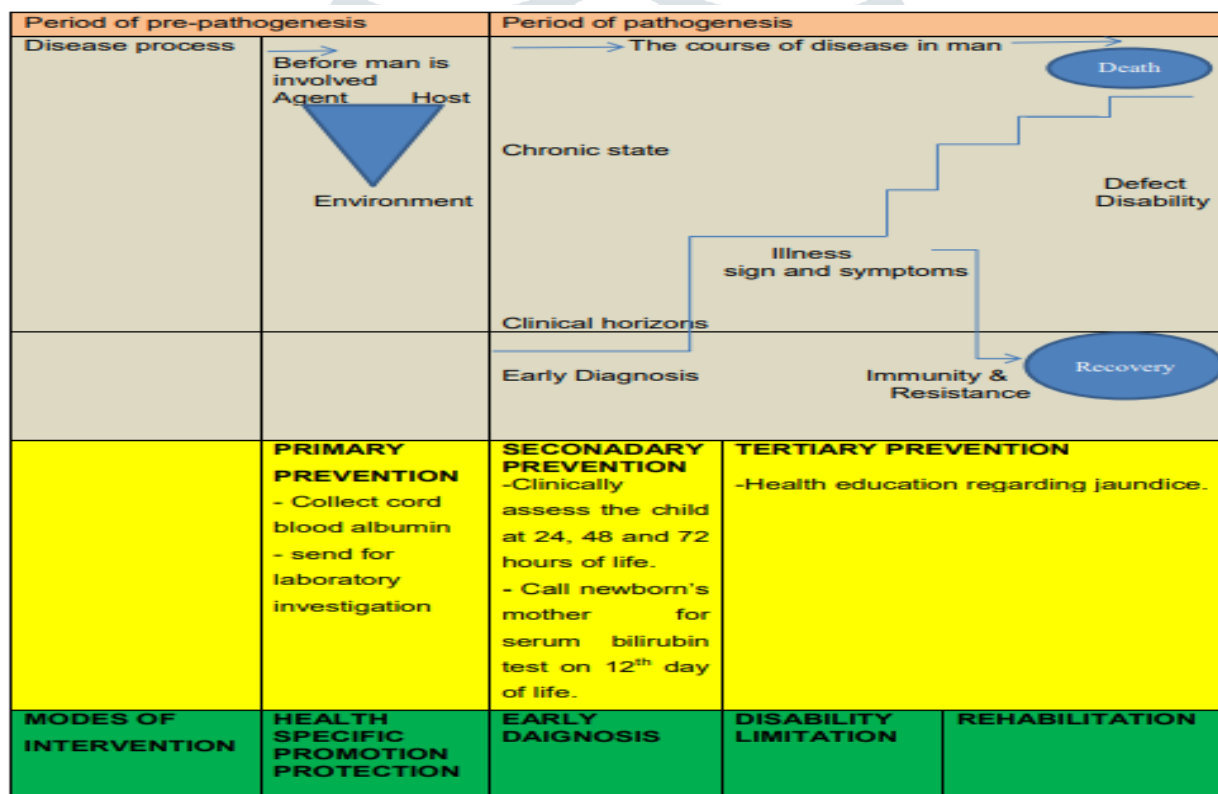 Period of pre-pathogenesis
Period of pathogenesis
Disease process
Before man is
involved
Agent Host
Environment
The course of disease in man
Death
Chronic state
Defect
Disability
Illness
sign and symptoms
Clinical horizons
Early Diagnosis
Immunity &
Resistance
Recovery
PRIMARY
PREVENTION
- Collect cord
blood albumin
- send for
laboratory
investigation
SECONADARY
PREVENTION
-Clinically
assess the child
at 24, 48 and 72
hours of life.
- Call newborn's
mother for
serum bilirubin
test on 12th day
of life.
TERTIARY PREVENTION
-Health education regarding jaundice.
MODES OF
INTERVENTION
HEALTH
SPECIFIC
PROMOTION
PROTECTION
EARLY
DAIGNOSIS
DISABILITY
LIMITATION
REHABILITATION